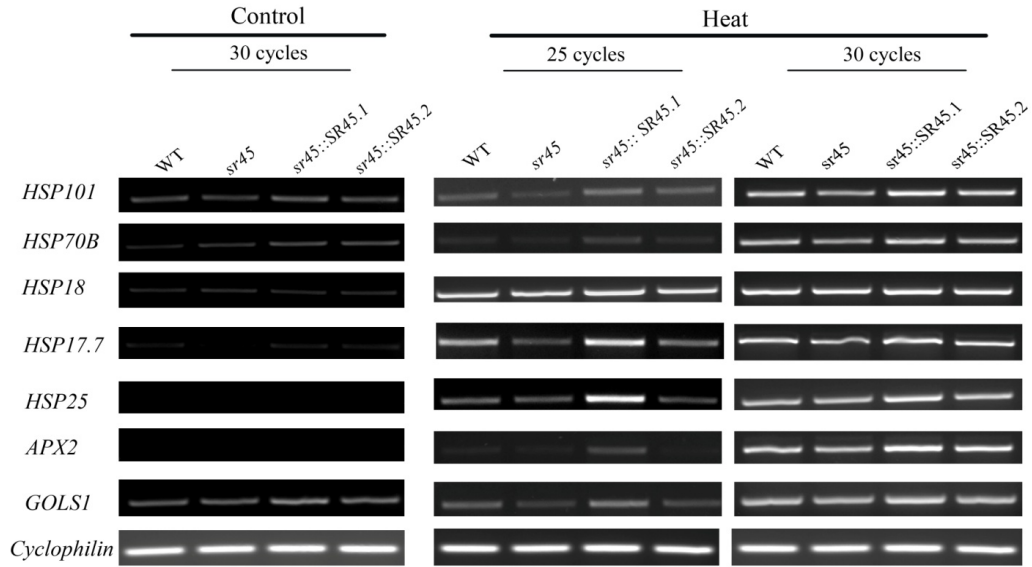 Control Heat
30 cycles 25 cycles 30 cycles
WT sr45 sr45::SR45.1 sr45::SR45.2 WT sr45 sr45:: SR45.1 sr45::SR45.2 WT sr45 sr45::SR45.1 sr45::SR45.2
HSP101
HSP70B
HSP18
HSP17.7
HSP25
APX2
GOLS1
Cyclophilin